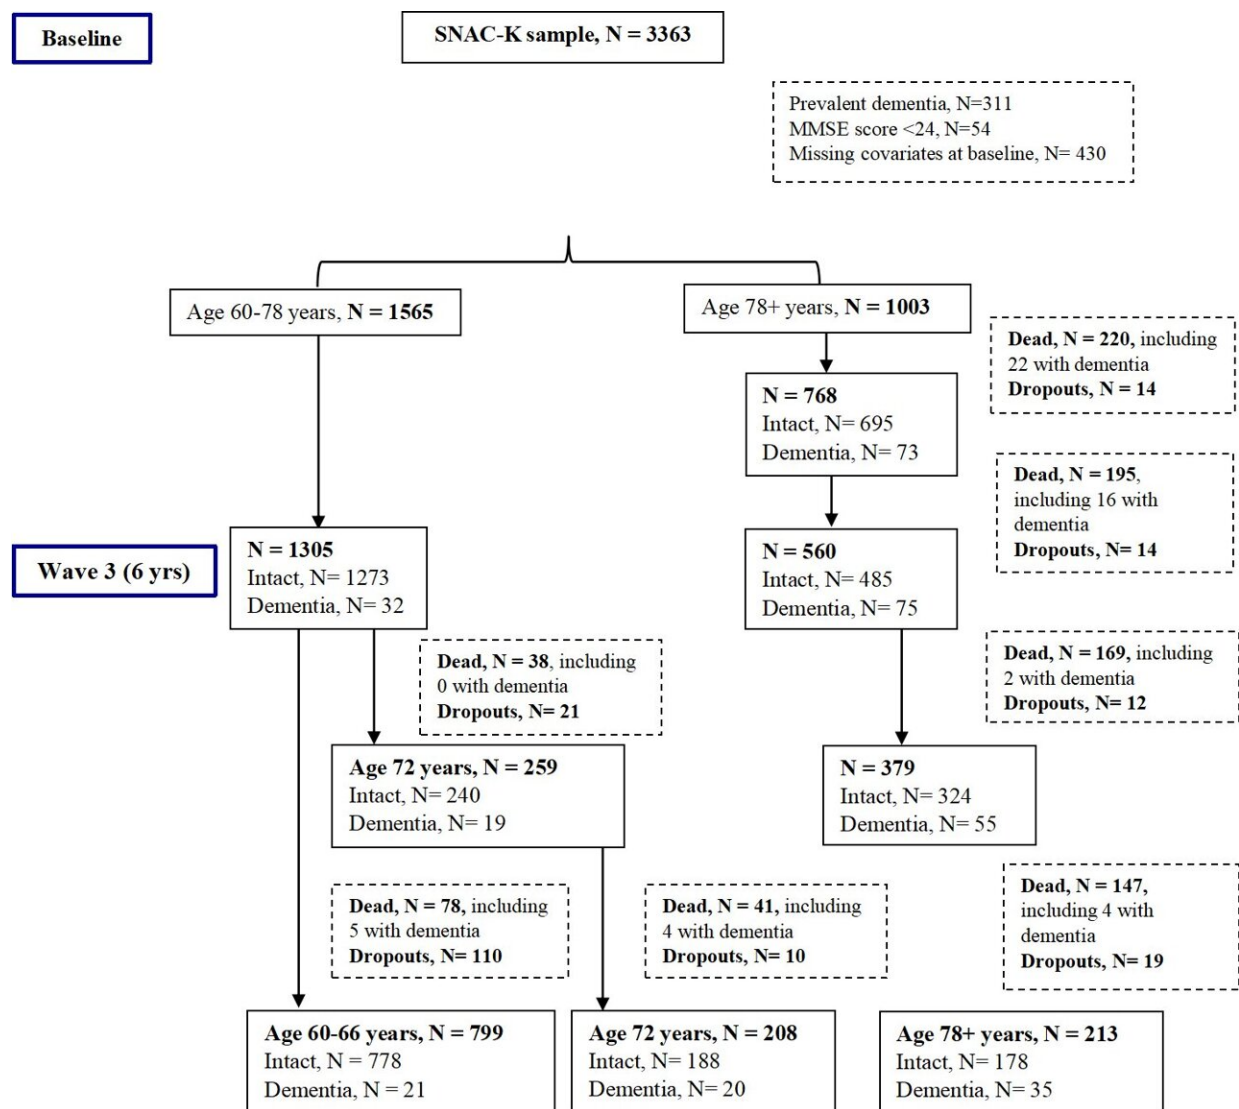 Baseline
SNAC-K sample, N = 3363
Prevalent dementia, N=311
MMSE score <24, N=54
Missing covariates at baseline, N= 430
Age 60-78 years, N = 1565
Age 78+ years, N = 1003
Dead, N = 220, including
22 with dementia
Dropouts, N = 14
N = 768
Intact, N= 695
Dementia, N= 73
Dead, N = 195,
including 16 with
dementia
Dropouts, N= 14
Wave 3 (6 yrs)
N = 1305
Intact, N= 1273
Dementia, N= 32
N = 560
Intact, N= 485
Dementia, N= 75
Dead, N = 38, including
0 with dementia
Dropouts, N= 21
Dead, N = 169, including
2 with dementia
Dropouts, N= 12
Age 72 years, N = 259
Intact, N= 240
Dementia, N= 19
N = 379
Intact, N= 324
Dementia, N= 55
Dead, N = 78, including
5 with dementia
Dropouts, N= 110
Dead, N = 41, including
4 with dementia
Dropouts, N= 10
Dead, N = 147,
including 4 with
dementia
Dropouts, N= 19
Age 60-66 years, N = 799
Intact, N = 778
Dementia, N = 21
Age 72 years, N = 208
Intact, N = 188
Dementia, N= 20
Age 78+ years, N = 213
Intact, N = 178
Dementia, N= 35